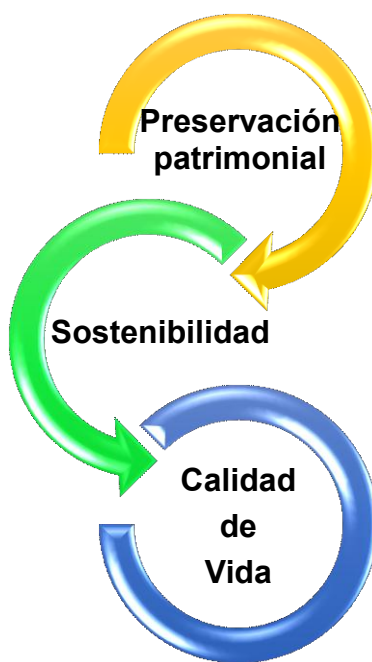 Preservación
patrimonial
Sostenibilidad
Calidad
de
Vida